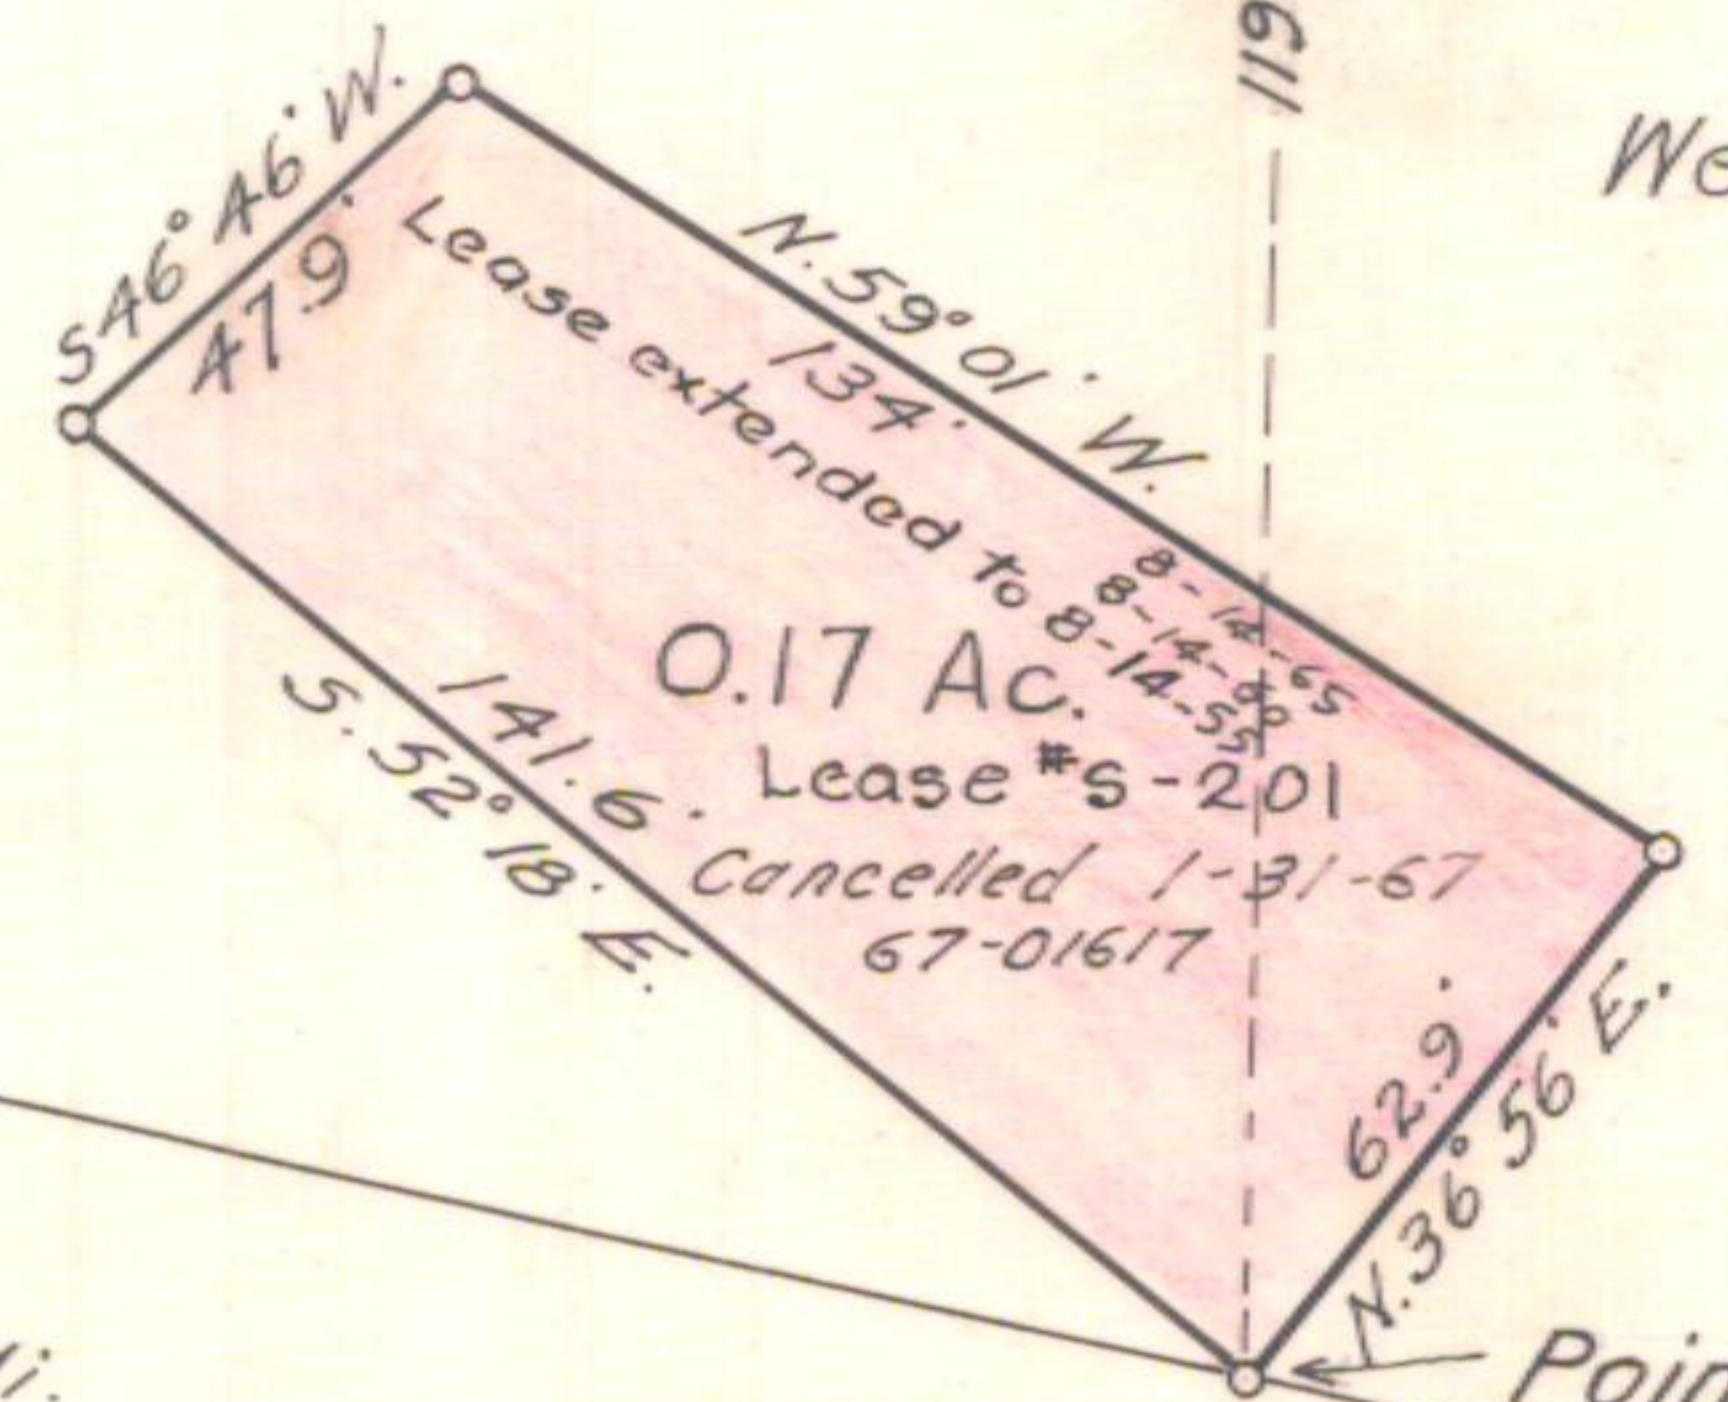 S 46° 46' W.
47.9'
N. 59° 01' W.
134'
119
We
Lease extended to 8-14-55
8-14-60
8-14-65
0.17 Ac.
Lease #S-201
Cancelled 1-31-67
67-01617
141.6'
S. 52° 18' E.
62.9'
N. 36° 56' E.
Poin
i.